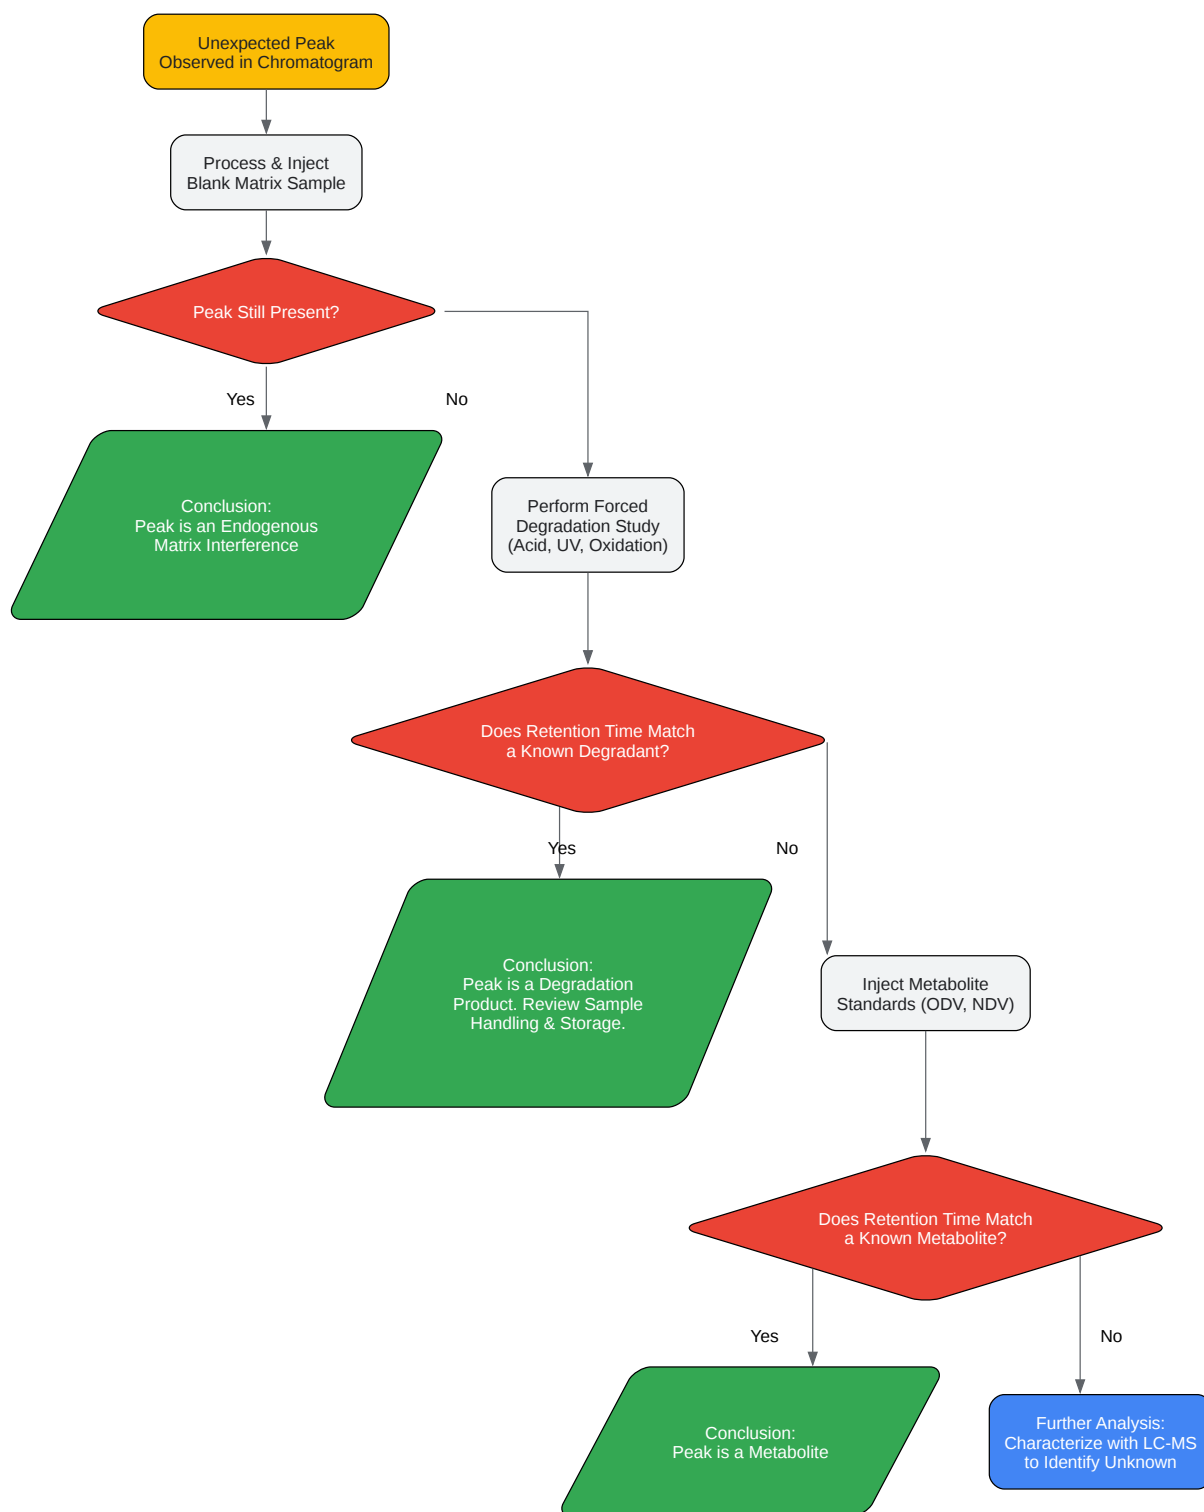 Unexpected Peak
Observed in Chromatogram
Process & Inject
Blank Matrix Sample
Peak Still Present?
Yes
No
Conclusion:
Peak is an Endogenous
Matrix Interference
Perform Forced
Degradation Study
(Acid, UV, Oxidation)
Does Retention Time Match
a Known Degradant?
Yes
No
Conclusion:
Peak is a Degradation
Product. Review Sample
Handling & Storage.
Inject Metabolite
Standards (ODV, NDV)
Does Retention Time Match
a Known Metabolite?
Yes
No
Conclusion:
Peak is a Metabolite
Further Analysis:
Characterize with LC-MS
to Identify Unknown